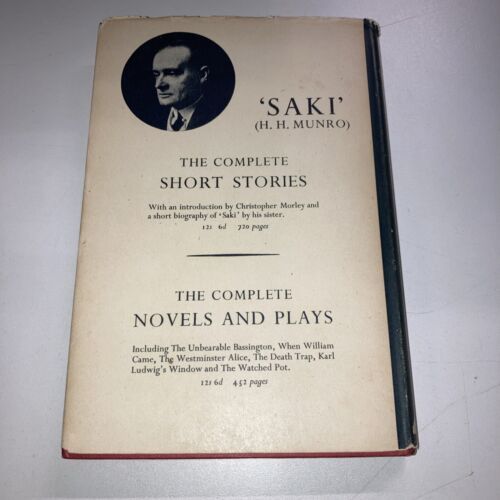 ‘SAKI’
(H. H. MUNRO)
THE COMPLETE
SHORT STORIES
With an introduction by Christopher Morley and
a short biography of ‘Saki’ by his sister.
12s 6d 720 pages
THE COMPLETE
NOVELS AND PLAYS
Including The Unbearable Bassington, When William
Came, The Westminster Alice, The Death Trap, Karl
Ludwig’s Window and The Watched Pot.
12s 6d 452 pages